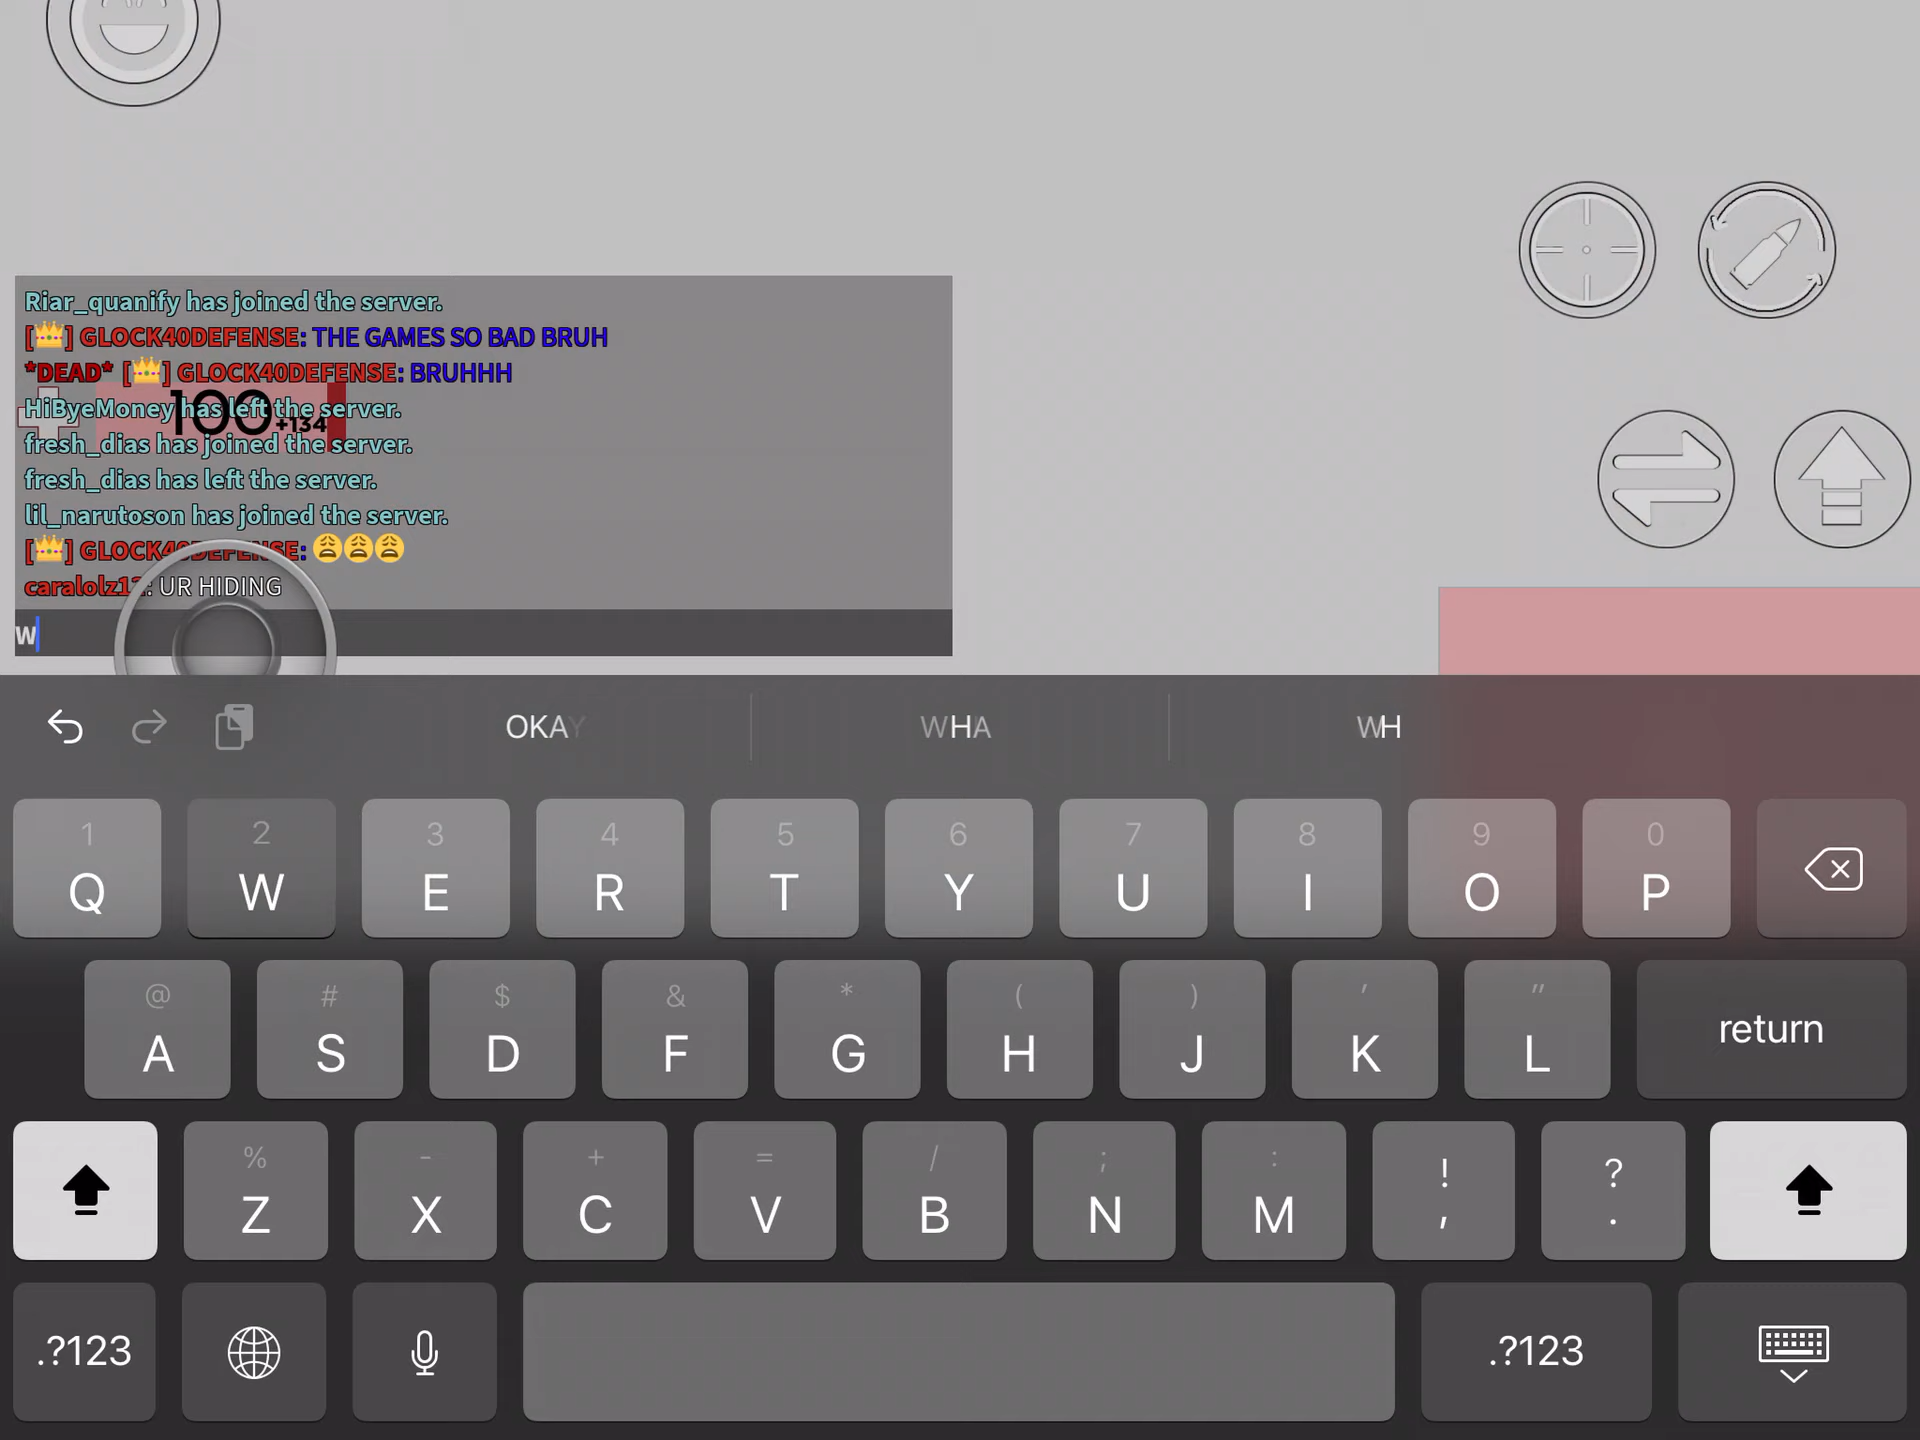 Riar_quanify has joined the server.
[👑] GLOCK40DEFENSE: THE GAMES SO BAD BRUH
*DEAD* [👑] GLOCK40DEFENSE: BRUHHH
HiByeMoney has left the server.
100 +134
fresh_dias has joined the server.
fresh_dias has left the server.
lil_narutoson has joined the server.
[👑] GLOCK40DEFENSE: 😩😩😩
caralolz12: UR HIDING
W
OKAY WHA WH
1 2 3 4 5 6 7 8 9 0
Q W E R T Y U I O P
@ # $ & * ( ) ' "
A S D F G H J K L return
% - + = / ; : ! ?
Z X C V B N M , .
.?123 .?123